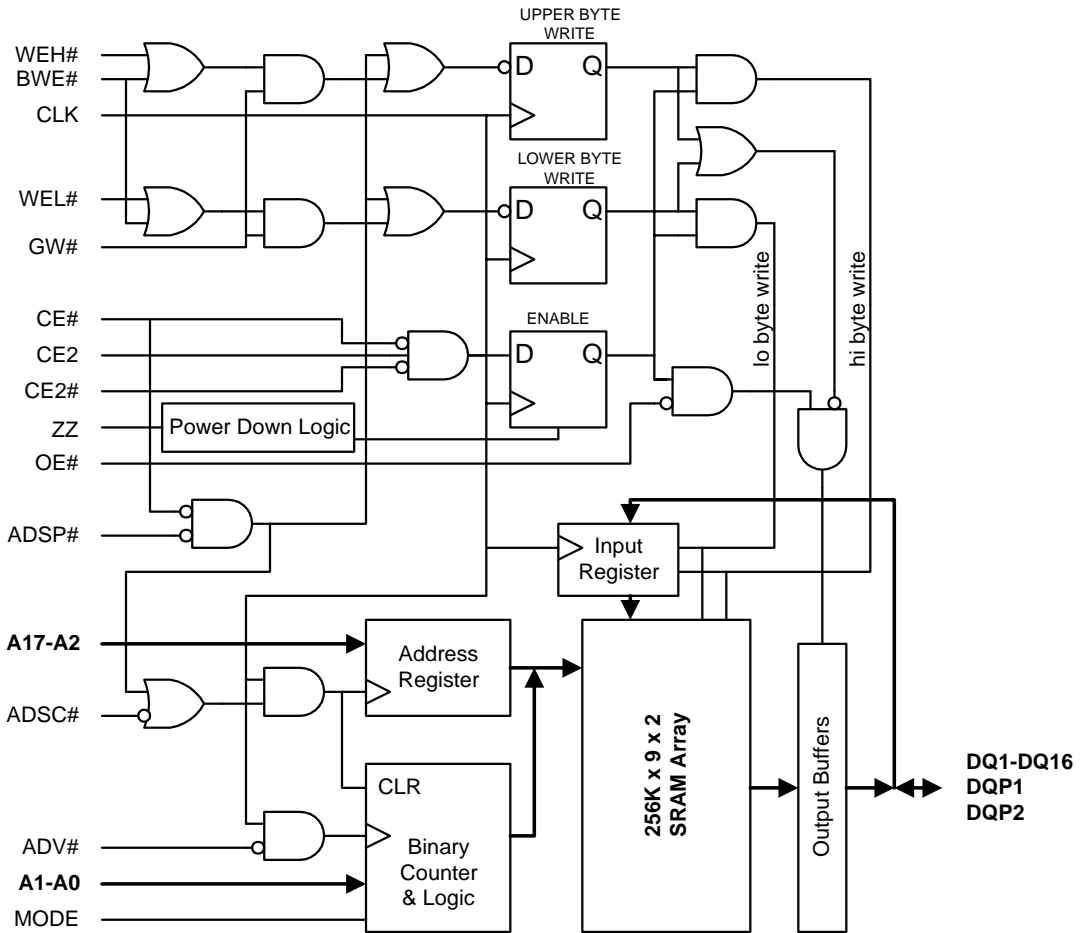 UPPER BYTE
WRITE
WEH#
BWE#
CLK
D Q
LOWER BYTE
WRITE
WEL#
GW#
D Q
lo byte write
hi byte write
CE#
CE2
CE2#
ENABLE
D Q
ZZ
Power Down Logic
OE#
ADSP#
Input
Register
A17-A2
Address
Register
ADSC#
256K x 9 x 2
SRAM Array
Output Buffers
DQ1-DQ16
DQP1
DQP2
CLR
Binary
Counter
& Logic
ADV#
A1-A0
MODE